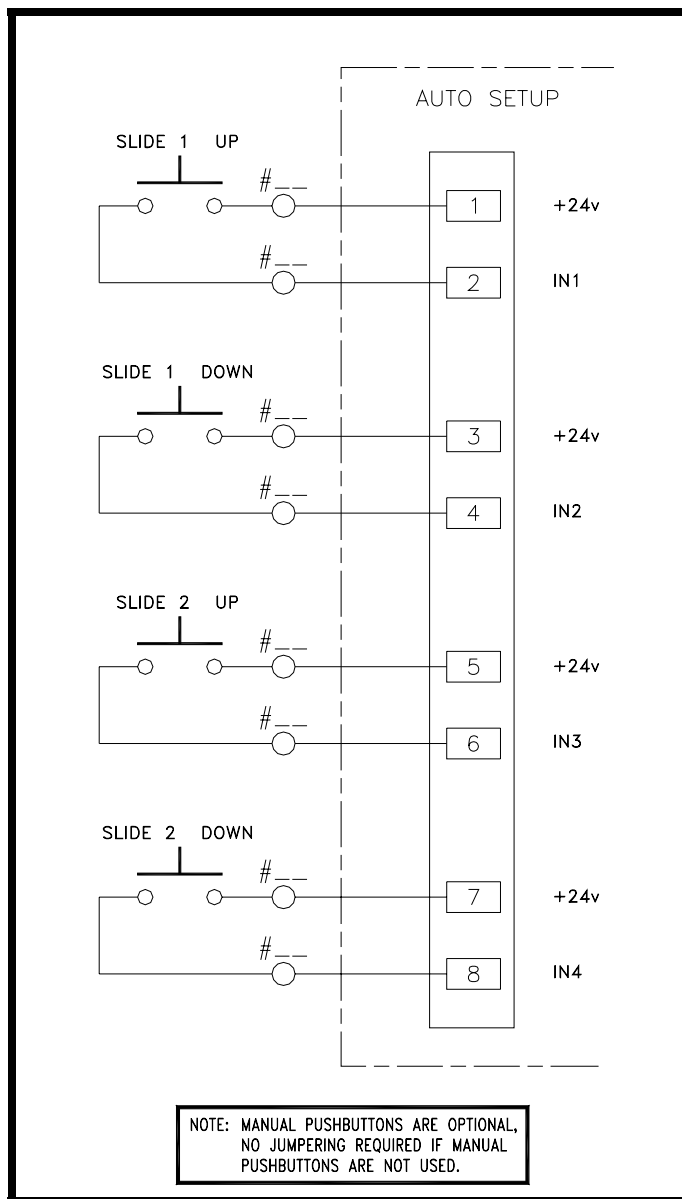 AUTO SETUP
SLIDE 1 UP
#__
1
+24v
#__
2
IN1
SLIDE 1 DOWN
#__
3
+24v
#__
4
IN2
SLIDE 2 UP
#__
5
+24v
#__
6
IN3
SLIDE 2 DOWN
#__
7
+24v
#__
8
IN4
NOTE: MANUAL PUSHBUTTONS ARE OPTIONAL,
NO JUMPERING REQUIRED IF MANUAL
PUSHBUTTONS ARE NOT USED.